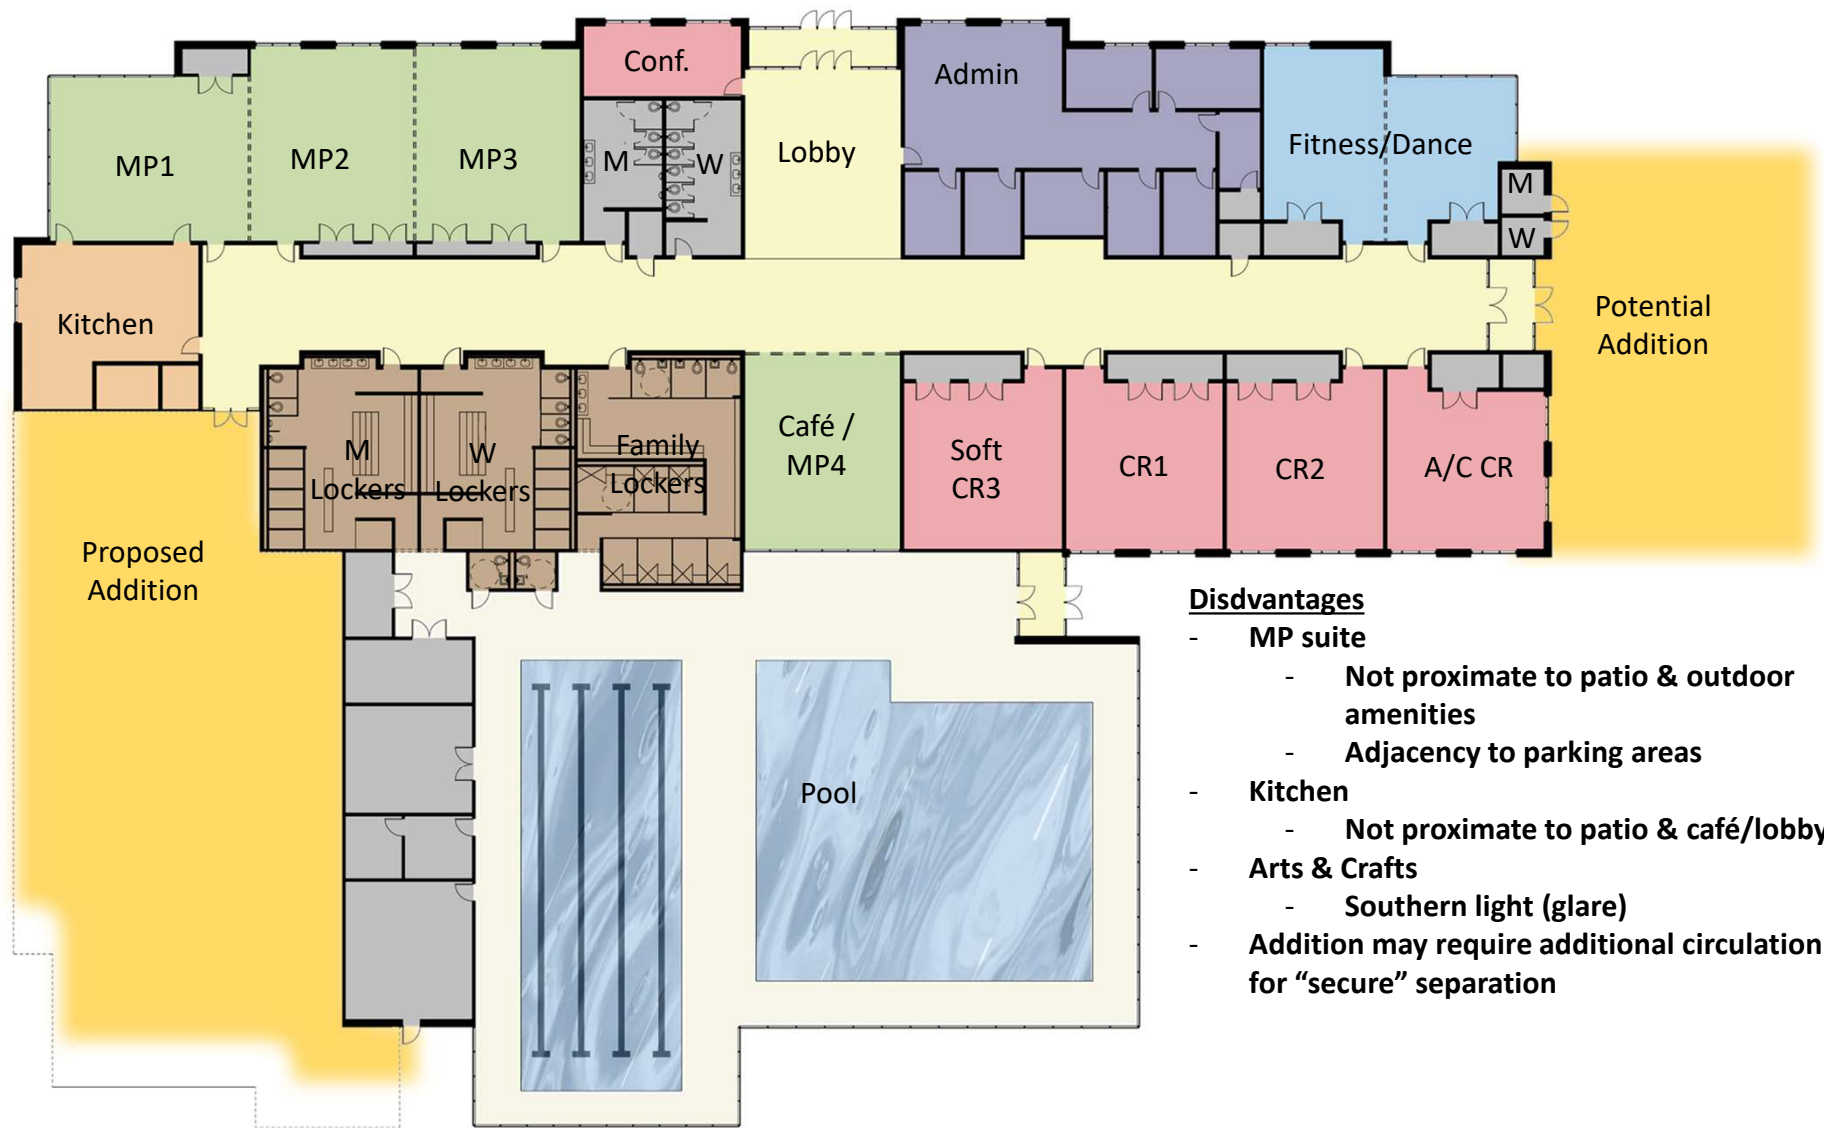 Conf.
Admin
MP1
MP2
MP3
M
W
Lobby
Fitness/Dance
M
W
Kitchen
Potential
Addition
Café /
MP4
Soft
CR3
CR1
CR2
A/C CR
M
Lockers
W
Lockers
Family
Lockers
Proposed
Addition
Pool
Disdvantages
- MP suite
- Not proximate to patio & outdoor
amenities
- Adjacency to parking areas
- Kitchen
- Not proximate to patio & café/lobby
- Arts & Crafts
- Southern light (glare)
- Addition may require additional circulation
for “secure” separation